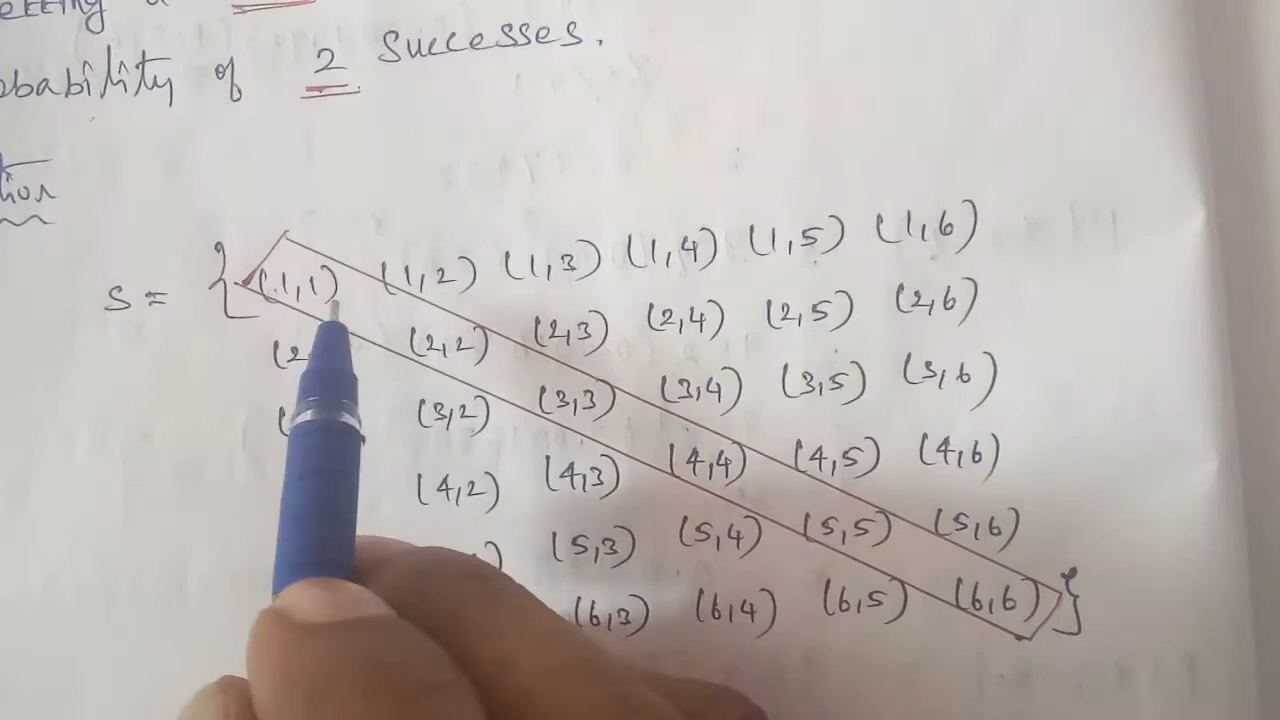 of 2 Successes.
S = { (1,1) (1,2) (1,3) (1,4) (1,5) (1,6)
(2,2) (2,3) (2,4) (2,5) (2,6)
(3,2) (3,3) (3,4) (3,5) (3,6)
(4,2) (4,3) (4,4) (4,5) (4,6)
(5,3) (5,4) (5,5) (5,6)
(6,3) (6,4) (6,5) (6,6) }